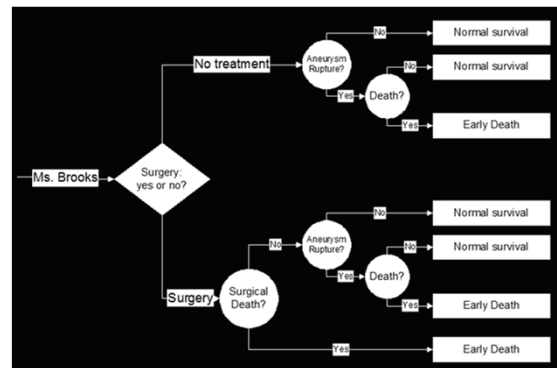 No
Normal survival
Aneurysm
Rupture?
No treatment
No
Normal survival
Yes
Death?
Yes
Early Death
Ms. Brooks
Surgery:
yes or no?
No
Normal survival
Aneurysm
Rupture?
No
No
Normal survival
Yes
Death?
Surgery
Surgical
Death?
Yes
Early Death
Yes
Early Death